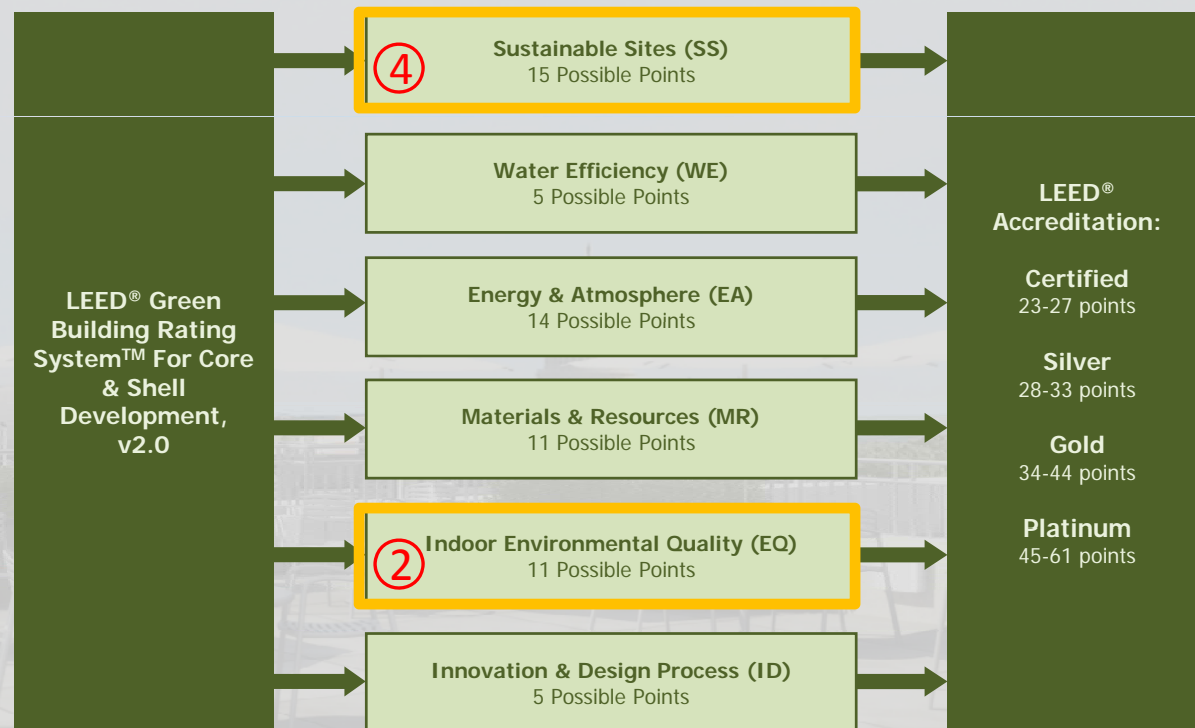 LEED® Green
Building Rating
System™ For Core
& Shell
Development,
v2.0
④
Sustainable Sites (SS)
15 Possible Points
Water Efficiency (WE)
5 Possible Points
Energy & Atmosphere (EA)
14 Possible Points
Materials & Resources (MR)
11 Possible Points
②
Indoor Environmental Quality (EQ)
11 Possible Points
Innovation & Design Process (ID)
5 Possible Points
LEED®
Accreditation:
Certified
23-27 points
Silver
28-33 points
Gold
34-44 points
Platinum
45-61 points